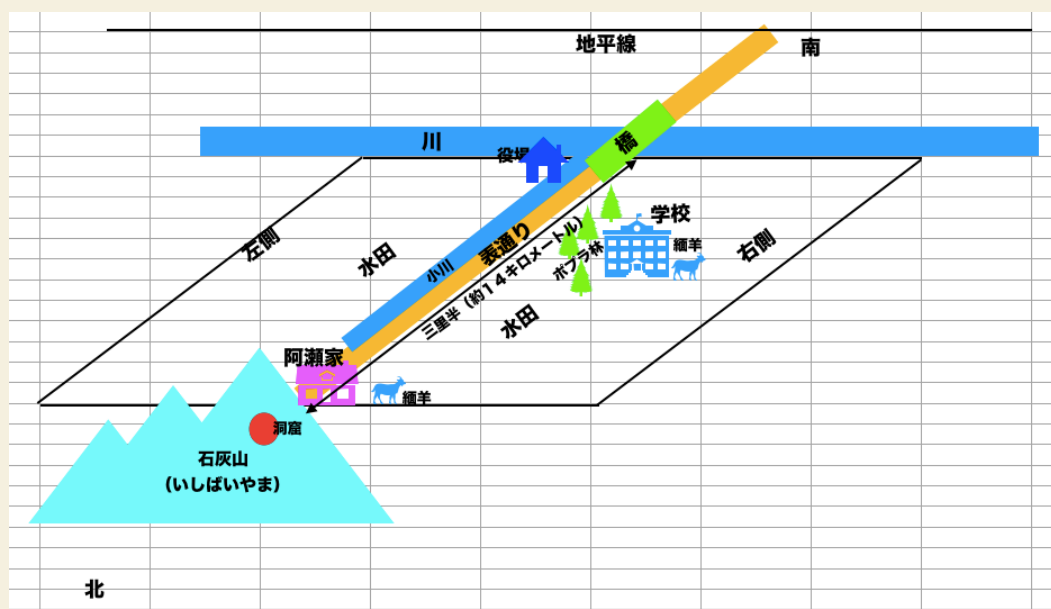 地平線
南
川
役場
橋
学校
左側
水田
小川
表通り
ポプラ林
緬羊
右側
三里半（約１４キロメートル）
水田
阿瀬家
緬羊
洞窟
石灰山
（いしばいやま）
北